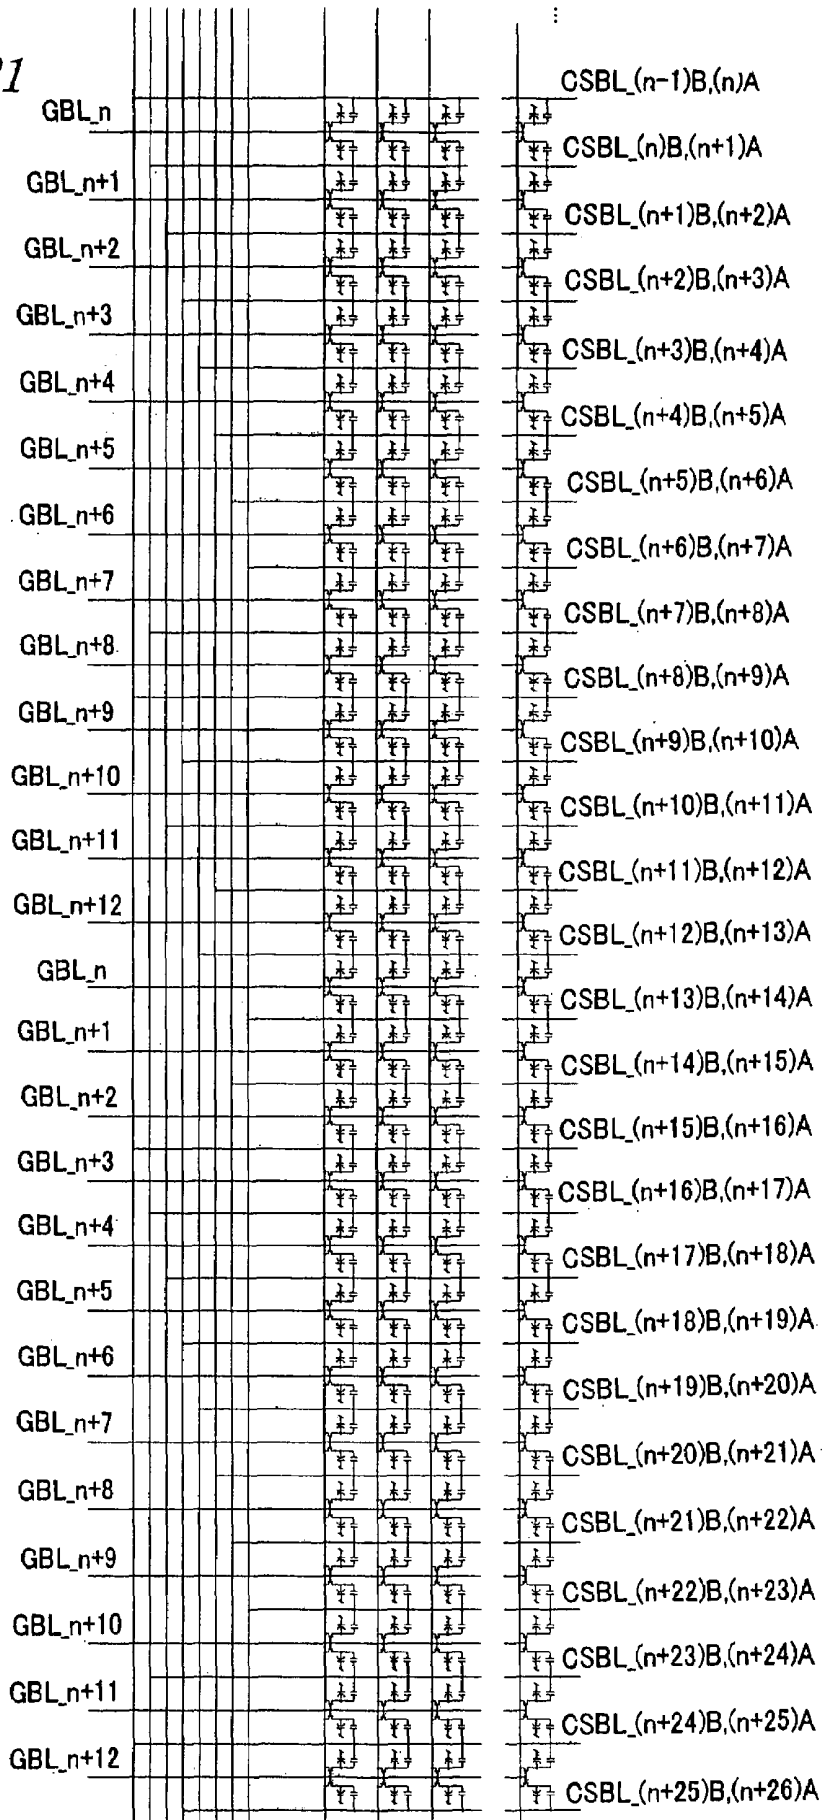 21
CSBL_(n-1)B,(n)A
GBL_n
CSBL_(n)B,(n+1)A
GBL_n+1
CSBL_(n+1)B,(n+2)A
GBL_n+2
CSBL_(n+2)B,(n+3)A
GBL_n+3
CSBL_(n+3)B,(n+4)A
GBL_n+4
CSBL_(n+4)B,(n+5)A
GBL_n+5
CSBL_(n+5)B,(n+6)A
GBL_n+6
CSBL_(n+6)B,(n+7)A
GBL_n+7
CSBL_(n+7)B,(n+8)A
GBL_n+8
CSBL_(n+8)B,(n+9)A
GBL_n+9
CSBL_(n+9)B,(n+10)A
GBL_n+10
CSBL_(n+10)B,(n+11)A
GBL_n+11
CSBL_(n+11)B,(n+12)A
GBL_n+12
CSBL_(n+12)B,(n+13)A
GBL_n
CSBL_(n+13)B,(n+14)A
GBL_n+1
CSBL_(n+14)B,(n+15)A
GBL_n+2
CSBL_(n+15)B,(n+16)A
GBL_n+3
CSBL_(n+16)B,(n+17)A
GBL_n+4
CSBL_(n+17)B,(n+18)A
GBL_n+5
CSBL_(n+18)B,(n+19)A
GBL_n+6
CSBL_(n+19)B,(n+20)A
GBL_n+7
CSBL_(n+20)B,(n+21)A
GBL_n+8
CSBL_(n+21)B,(n+22)A
GBL_n+9
CSBL_(n+22)B,(n+23)A
GBL_n+10
CSBL_(n+23)B,(n+24)A
GBL_n+11
CSBL_(n+24)B,(n+25)A
GBL_n+12
CSBL_(n+25)B,(n+26)A